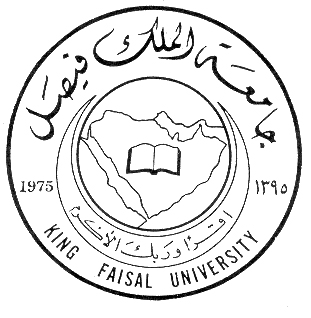 جامعة الملك فيصل
1975
١٣٩٥
اقرأ وربك الأكرم
KING FAISAL UNIVERSITY